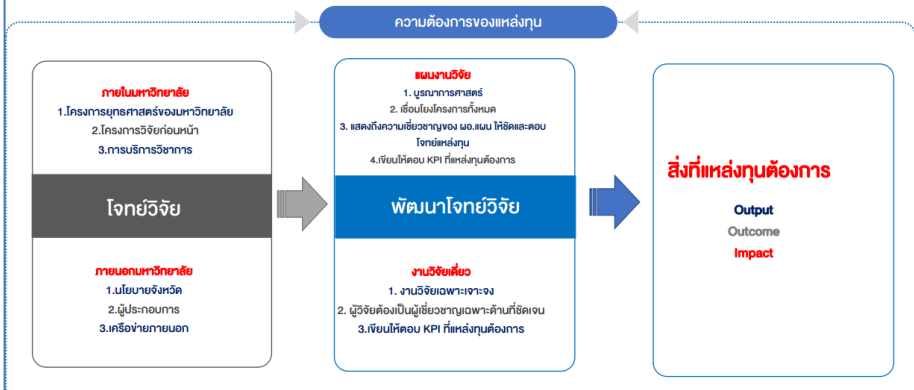 ความต้องการของแหล่งทุน
ภายในมหาวิทยาลัย
1.โครงการยุทธศาสตร์ของมหาวิทยาลัย
2.โครงการวิจัยก่อนหน้า
3.การบริการวิชาการ
โจทย์วิจัย
ภายนอกมหาวิทยาลัย
1.นโยบายจังหวัด
2.ผู้ประกอบการ
3.เครือข่ายภายนอก
แผนงานวิจัย
1. บูรณาการศาสตร์
2. เชื่อมโยงโครงการทั้งหมด
3. แสดงถึงความเชี่ยวชาญของ ผอ.แผน ให้ชัดและตอบ
โจทย์แหล่งทุน
4.เขียนให้ตอบ KPI ที่แหล่งทุนต้องการ
พัฒนาโจทย์วิจัย
งานวิจัยเดี่ยว
1. งานวิจัยเฉพาะเจาะจง
2. ผู้วิจัยต้องเป็นผู้เชี่ยวชาญเฉพาะด้านที่ชัดเจน
3.เขียนให้ตอบ KPI ที่แหล่งทุนต้องการ
สิ่งที่แหล่งทุนต้องการ
Output
Outcome
Impact